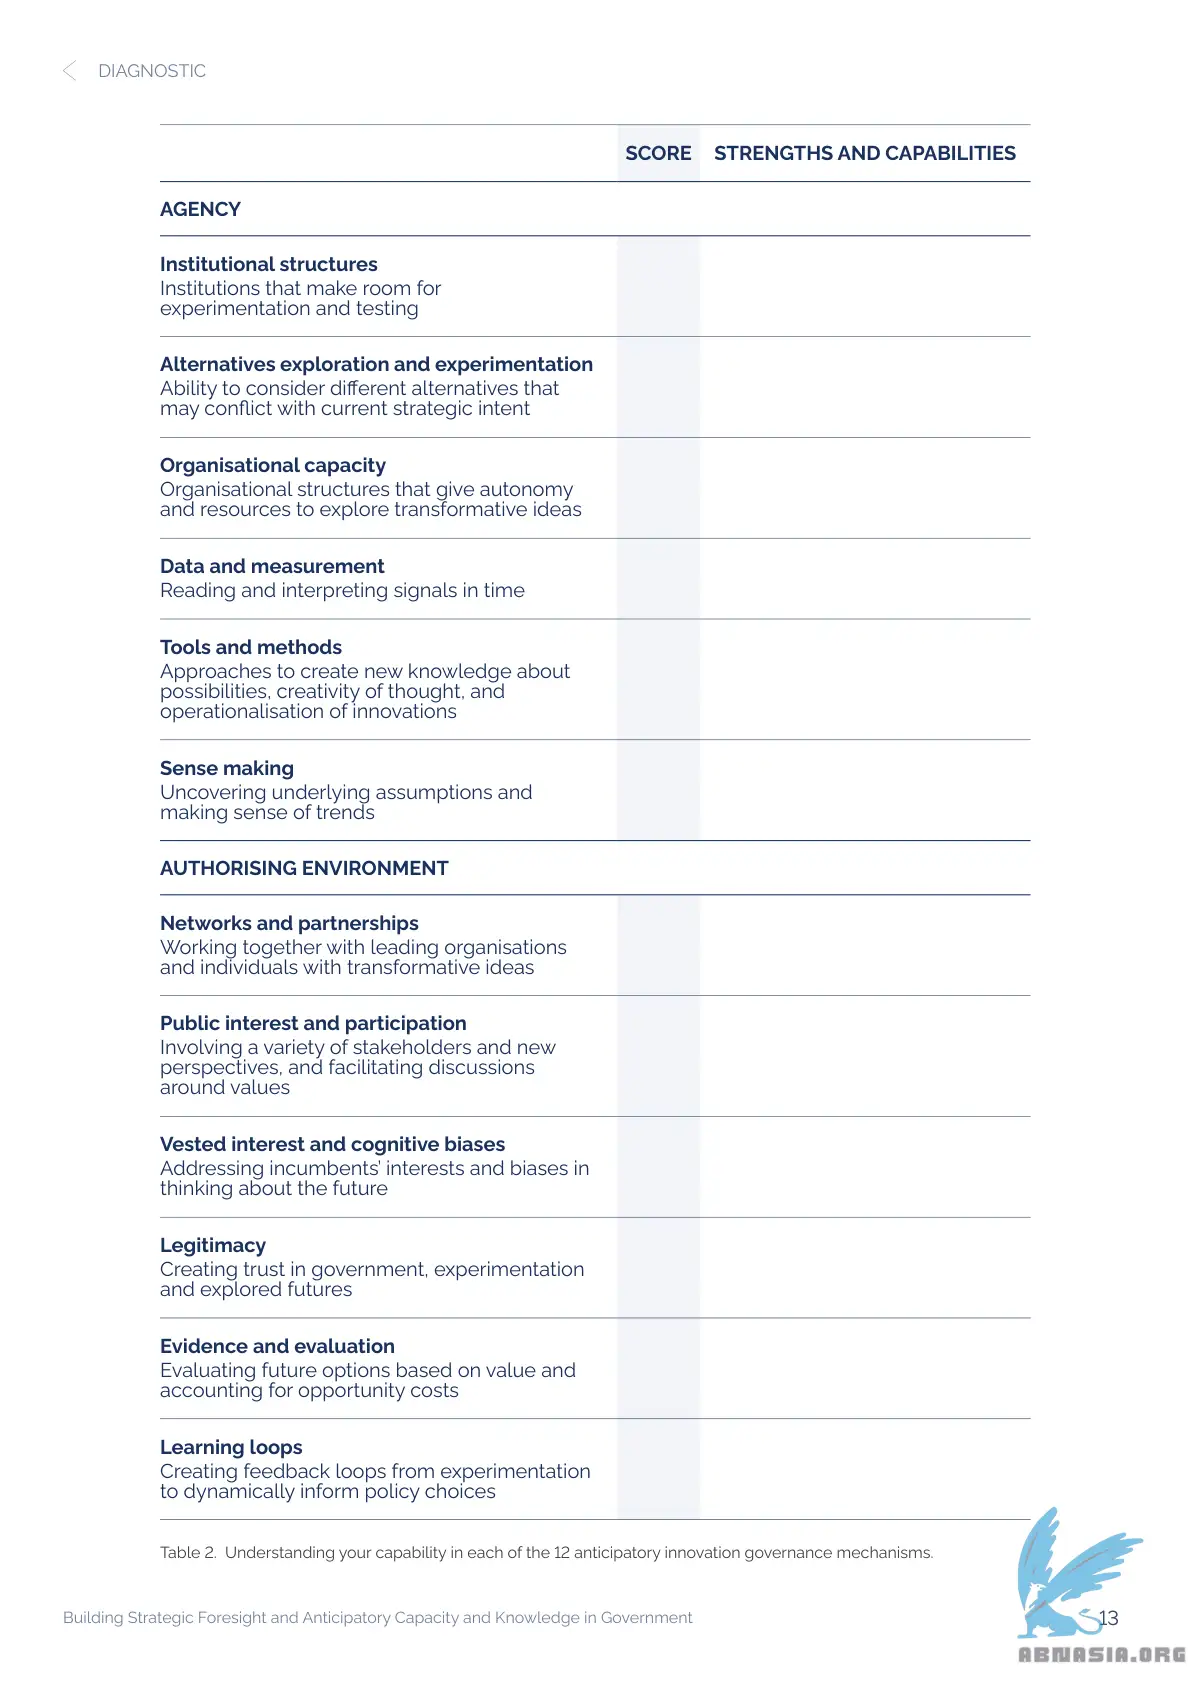 DIAGNOSTIC
SCORE STRENGTHS AND CAPABILITIES
AGENCY
Institutional structures
Institutions that make room for
experimentation and testing
Alternatives exploration and experimentation
Ability to consider different alternatives that
may conflict with current strategic intent
Organisational capacity
Organisational structures that give autonomy
and resources to explore transformative ideas
Data and measurement
Reading and interpreting signals in time
Tools and methods
Approaches to create new knowledge about
possibilities, creativity of thought, and
operationalisation of innovations
Sense making
Uncovering underlying assumptions and
making sense of trends
AUTHORISING ENVIRONMENT
Networks and partnerships
Working together with leading organisations
and individuals with transformative ideas
Public interest and participation
Involving a variety of stakeholders and new
perspectives, and facilitating discussions
around values
Vested interest and cognitive biases
Addressing incumbents' interests and biases in
thinking about the future
Legitimacy
Creating trust in government, experimentation
and explored futures
Evidence and evaluation
Evaluating future options based on value and
accounting for opportunity costs
Learning loops
Creating feedback loops from experimentation
to dynamically inform policy choices
Table 2. Understanding your capability in each of the 12 anticipatory innovation governance mechanisms.
Building Strategic Foresight and Anticipatory Capacity and Knowledge in Government
13
ABNASIA.ORG